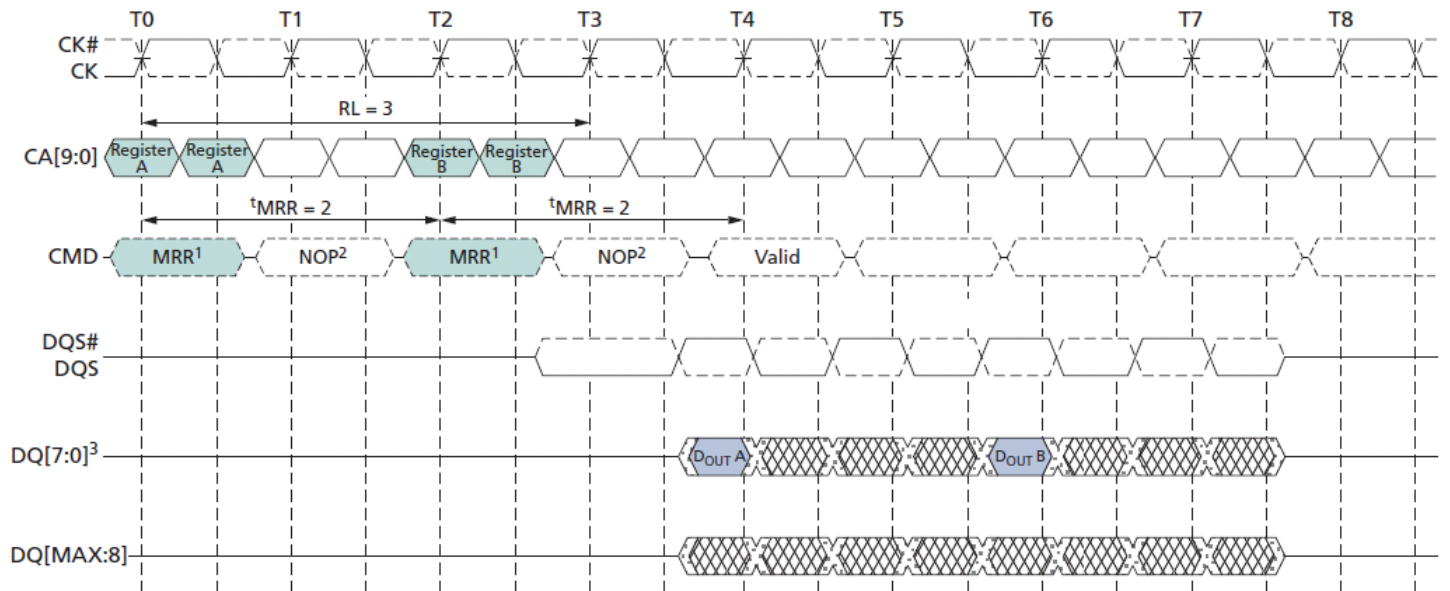 T0 T1 T2 T3 T4 T5 T6 T7 T8
CK#
CK
RL = 3
CA[9:0]
Register A Register A Register B Register B
tMRR = 2 tMRR = 2
CMD MRR1 NOP2 MRR1 NOP2 Valid
DQS#
DQS
DQ[7:0]3 DOUT A DOUT B
DQ[MAX:8]